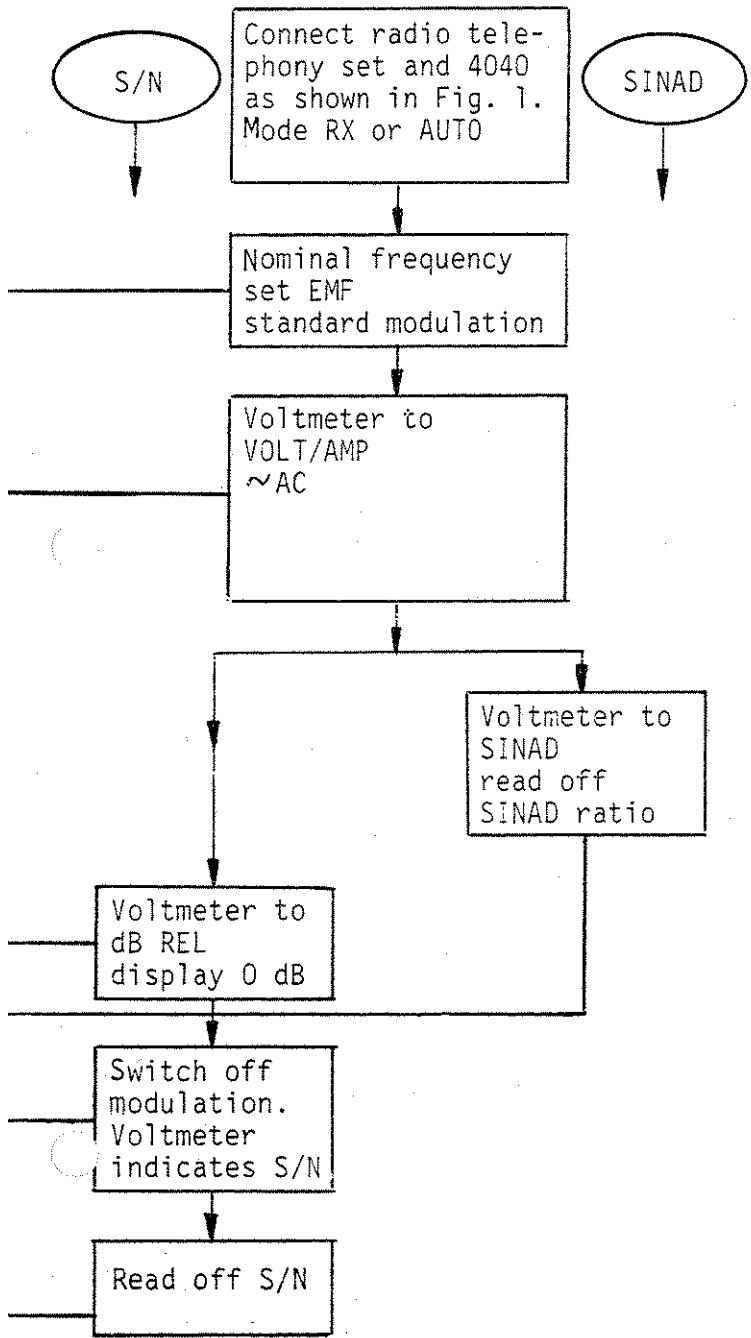 S/N
Connect radio tele-
phony set and 4040
as shown in Fig. 1.
Mode RX or AUTO
SINAD
Nominal frequency
set EMF
standard modulation
Voltmeter to
VOLT/AMP
~AC
Voltmeter to
SINAD
read off
SINAD ratio
Voltmeter to
dB REL
display 0 dB
Switch off
modulation.
Voltmeter
indicates S/N
Read off S/N